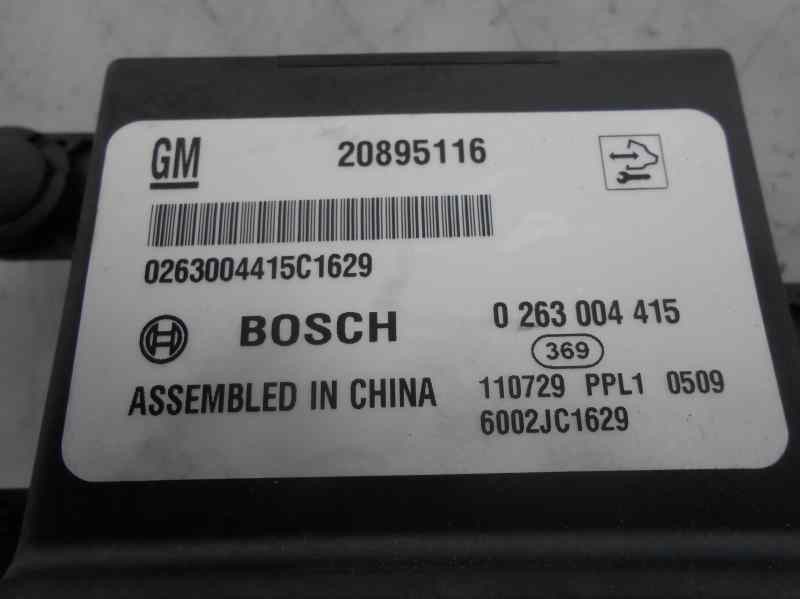 GM 20895116
0263004415C1629
BOSCH 0 263 004 415
369
ASSEMBLED IN CHINA 110729 PPL1 0509
6002JC1629